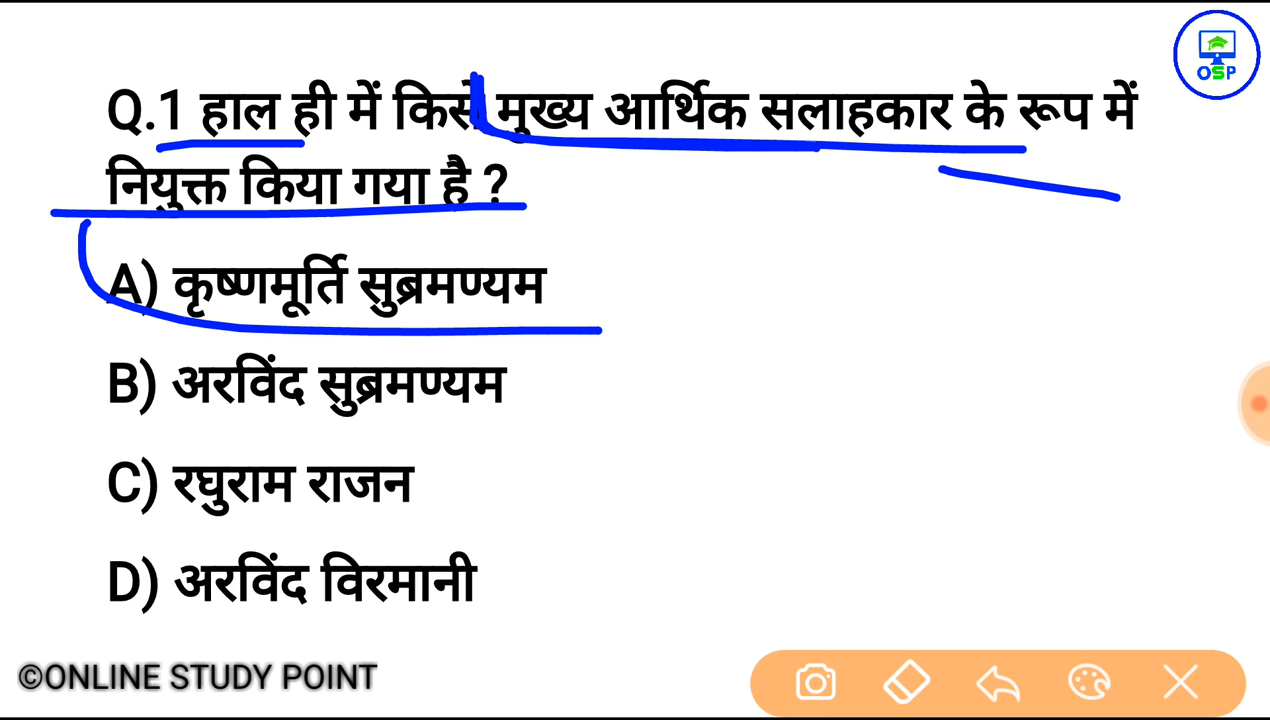 OSP
Q.1 हाल ही में किसे मुख्य आर्थिक सलाहकार के रूप में
नियुक्त किया गया है ?
A) कृष्णमूर्ति सुब्रमण्यम
B) अरविंद सुब्रमण्यम
C) रघुराम राजन
D) अरविंद विरमानी
©ONLINE STUDY POINT